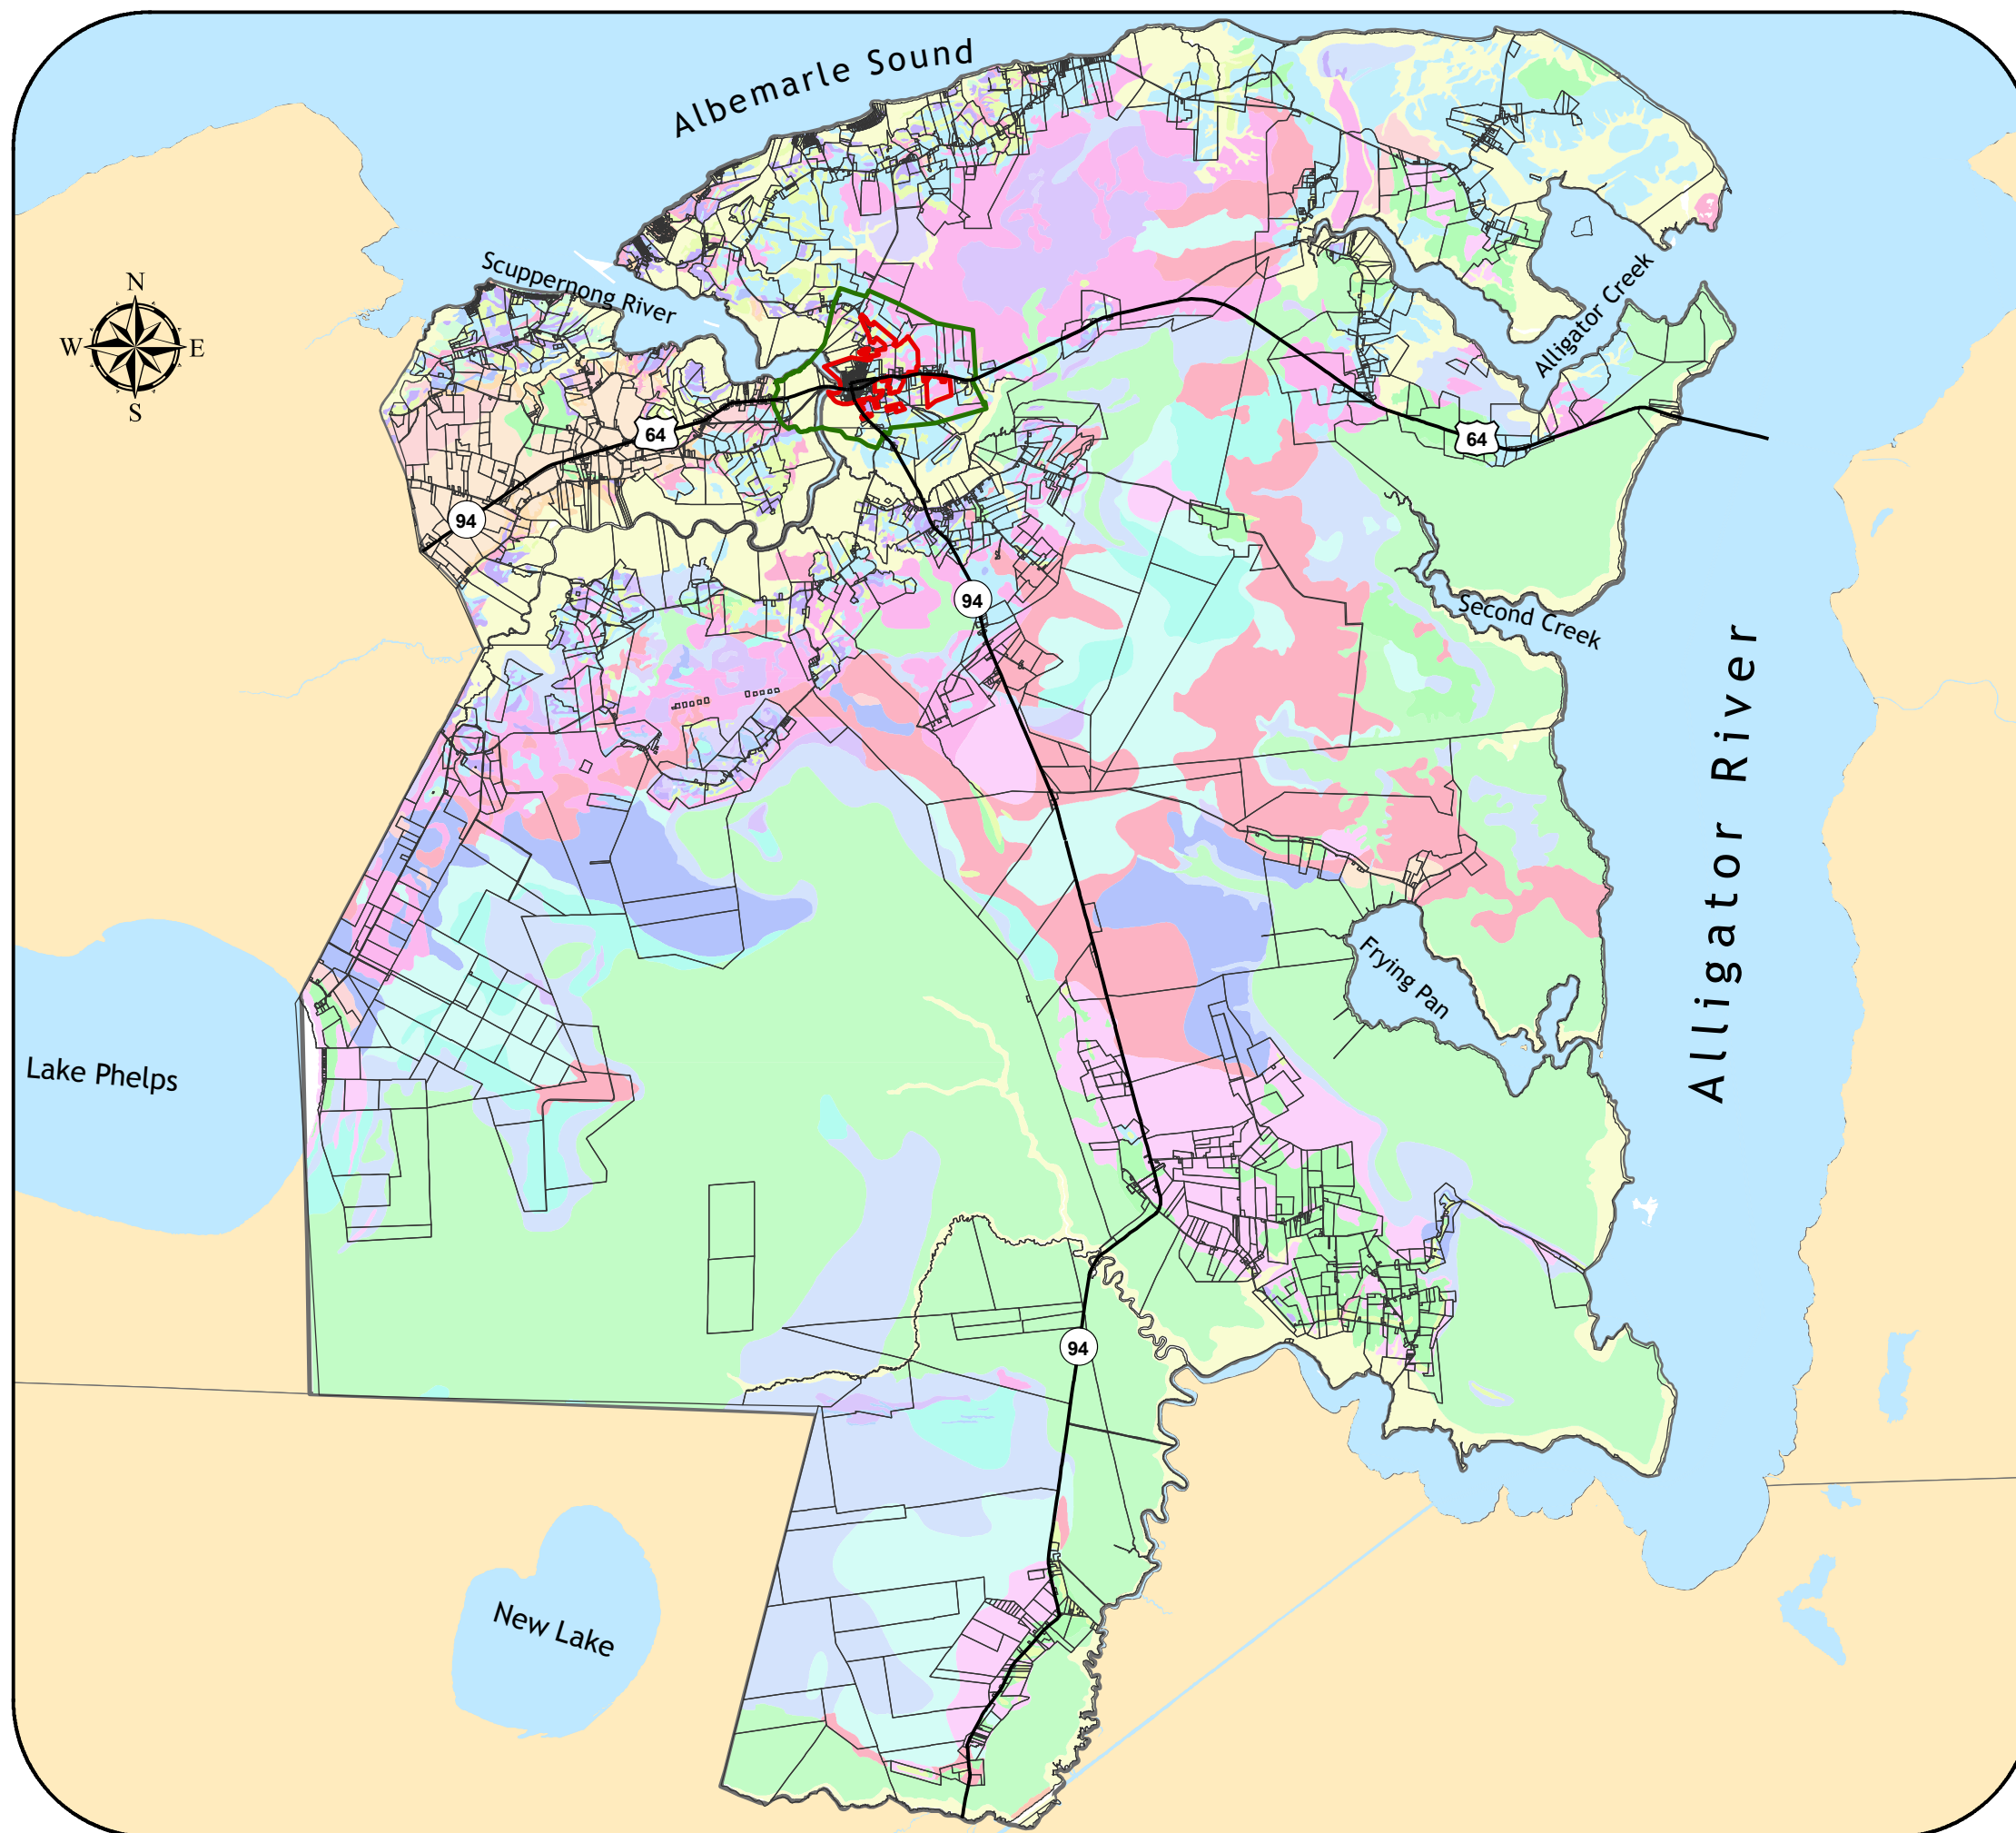 Albemarle Sound
Scuppernong River
N
W
E
S
Alligator Creek
64
64
94
94
Second Creek
Alligator River
Frying Pan
Lake Phelps
94
New Lake